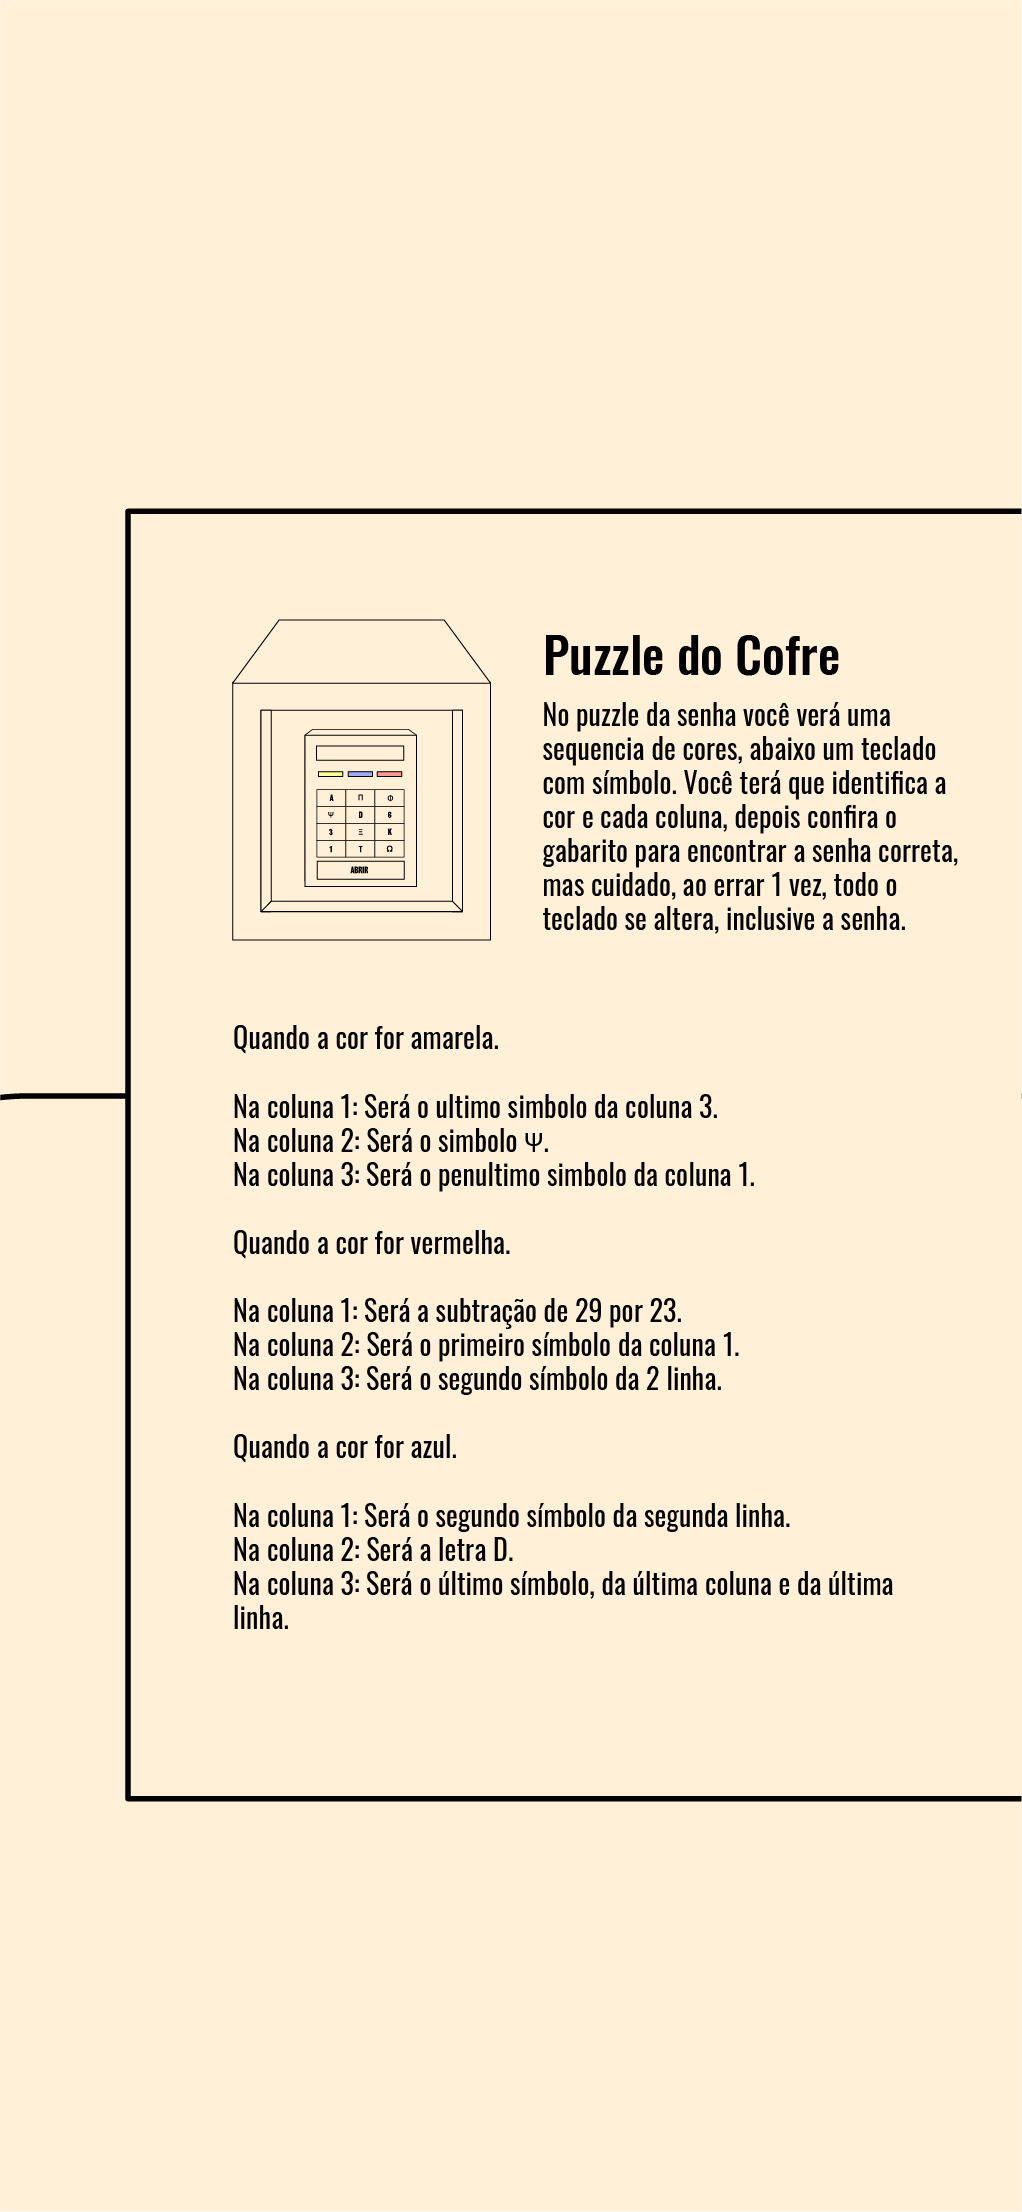 Puzzle do Cofre
No puzzle da senha você verá uma
sequencia de cores, abaixo um teclado
com símbolo. Você terá que identifica a
cor e cada coluna, depois confira o
gabarito para encontrar a senha correta,
mas cuidado, ao errar 1 vez, todo o
teclado se altera, inclusive a senha.
A Π Φ
Ψ D 6
3 Ξ K
1 T Ω
ABRIR
Quando a cor for amarela.
Na coluna 1: Será o ultimo simbolo da coluna 3.
Na coluna 2: Será o simbolo Ψ.
Na coluna 3: Será o penultimo simbolo da coluna 1.
Quando a cor for vermelha.
Na coluna 1: Será a subtração de 29 por 23.
Na coluna 2: Será o primeiro símbolo da coluna 1.
Na coluna 3: Será o segundo símbolo da 2 linha.
Quando a cor for azul.
Na coluna 1: Será o segundo símbolo da segunda linha.
Na coluna 2: Será a letra D.
Na coluna 3: Será o último símbolo, da última coluna e da última
linha.